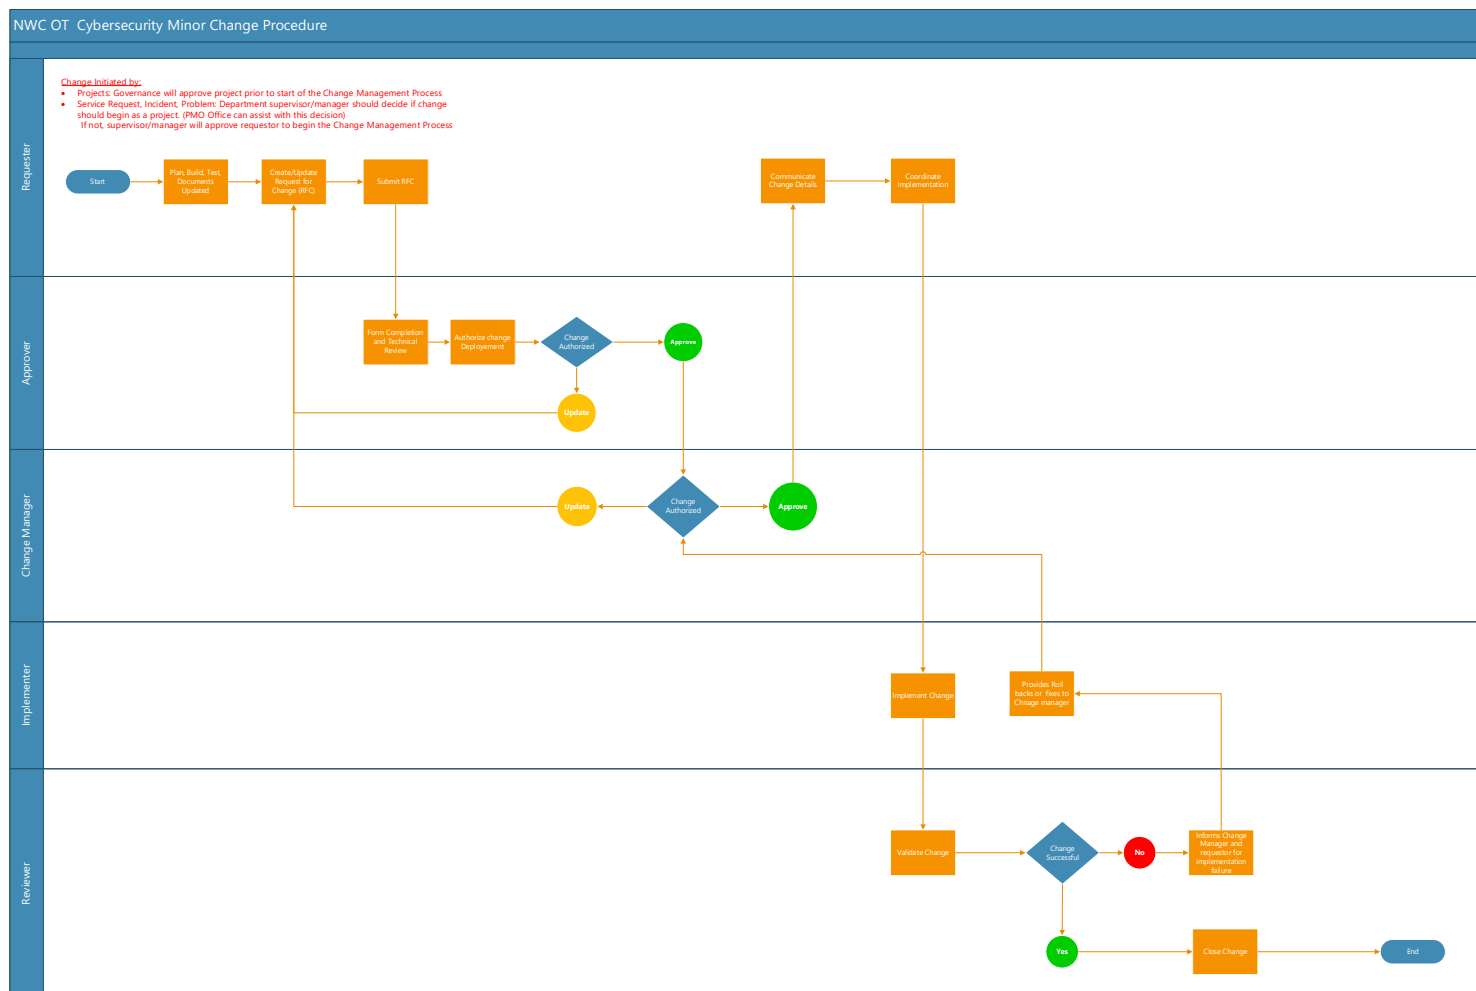 NWC OT  Cybersecurity Minor Change Procedure
Requester
Change Initiated by:
• Projects: Governance will approve project prior to start of the Change Management Process
• Service Request, Incident, Problem: Department supervisor/manager should decide if change
should begin as a project. (PMO Office can assist with this decision)
If not, supervisor/manager will approve requestor to begin the Change Management Process
Start
Plan, Build, Test,
Documents
Updated
Create/Update
Request for
Change (RFC)
Submit RFC
Communicate
Change Details
Coordinate
Implementation
Approver
Form Completion
and Technical
Review
Authorize change
Deployement
Change
Authorized
Approve
Update
Change Manager
Update
Change
Authorized
Approve
Implementer
Implement Change
Provides Roll
backs or  fixes to
Chnage manager
Reviewer
Validate Change
Change
Successful
No
Informs Change
Manager and
requestor for
implementation
failure
Yes
Close Change
End